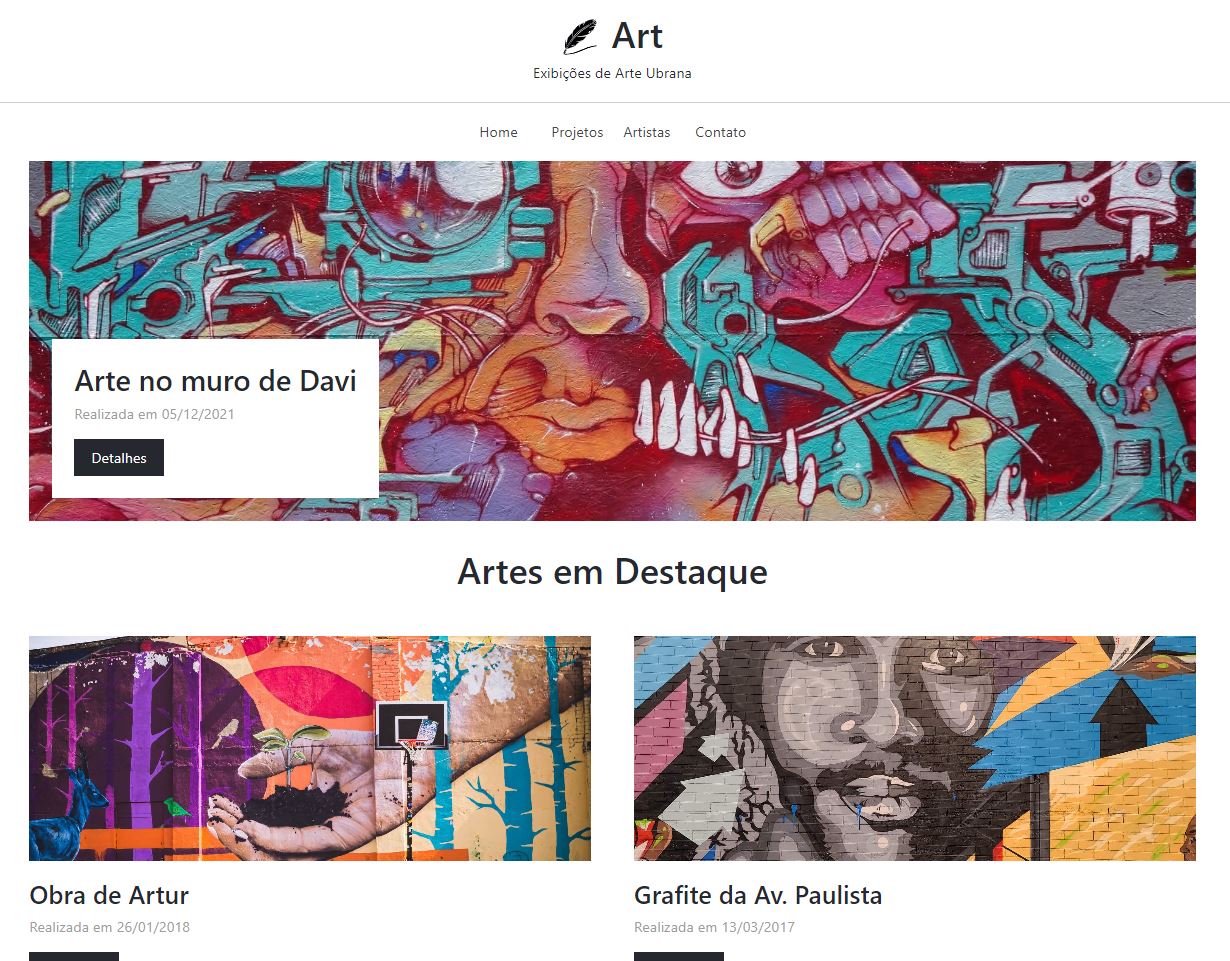 Art
Exibições de Arte Ubrana
Home Projetos Artistas Contato
Arte no muro de Davi
Realizada em 05/12/2021
Detalhes
Artes em Destaque
Obra de Artur
Realizada em 26/01/2018
Grafite da Av. Paulista
Realizada em 13/03/2017